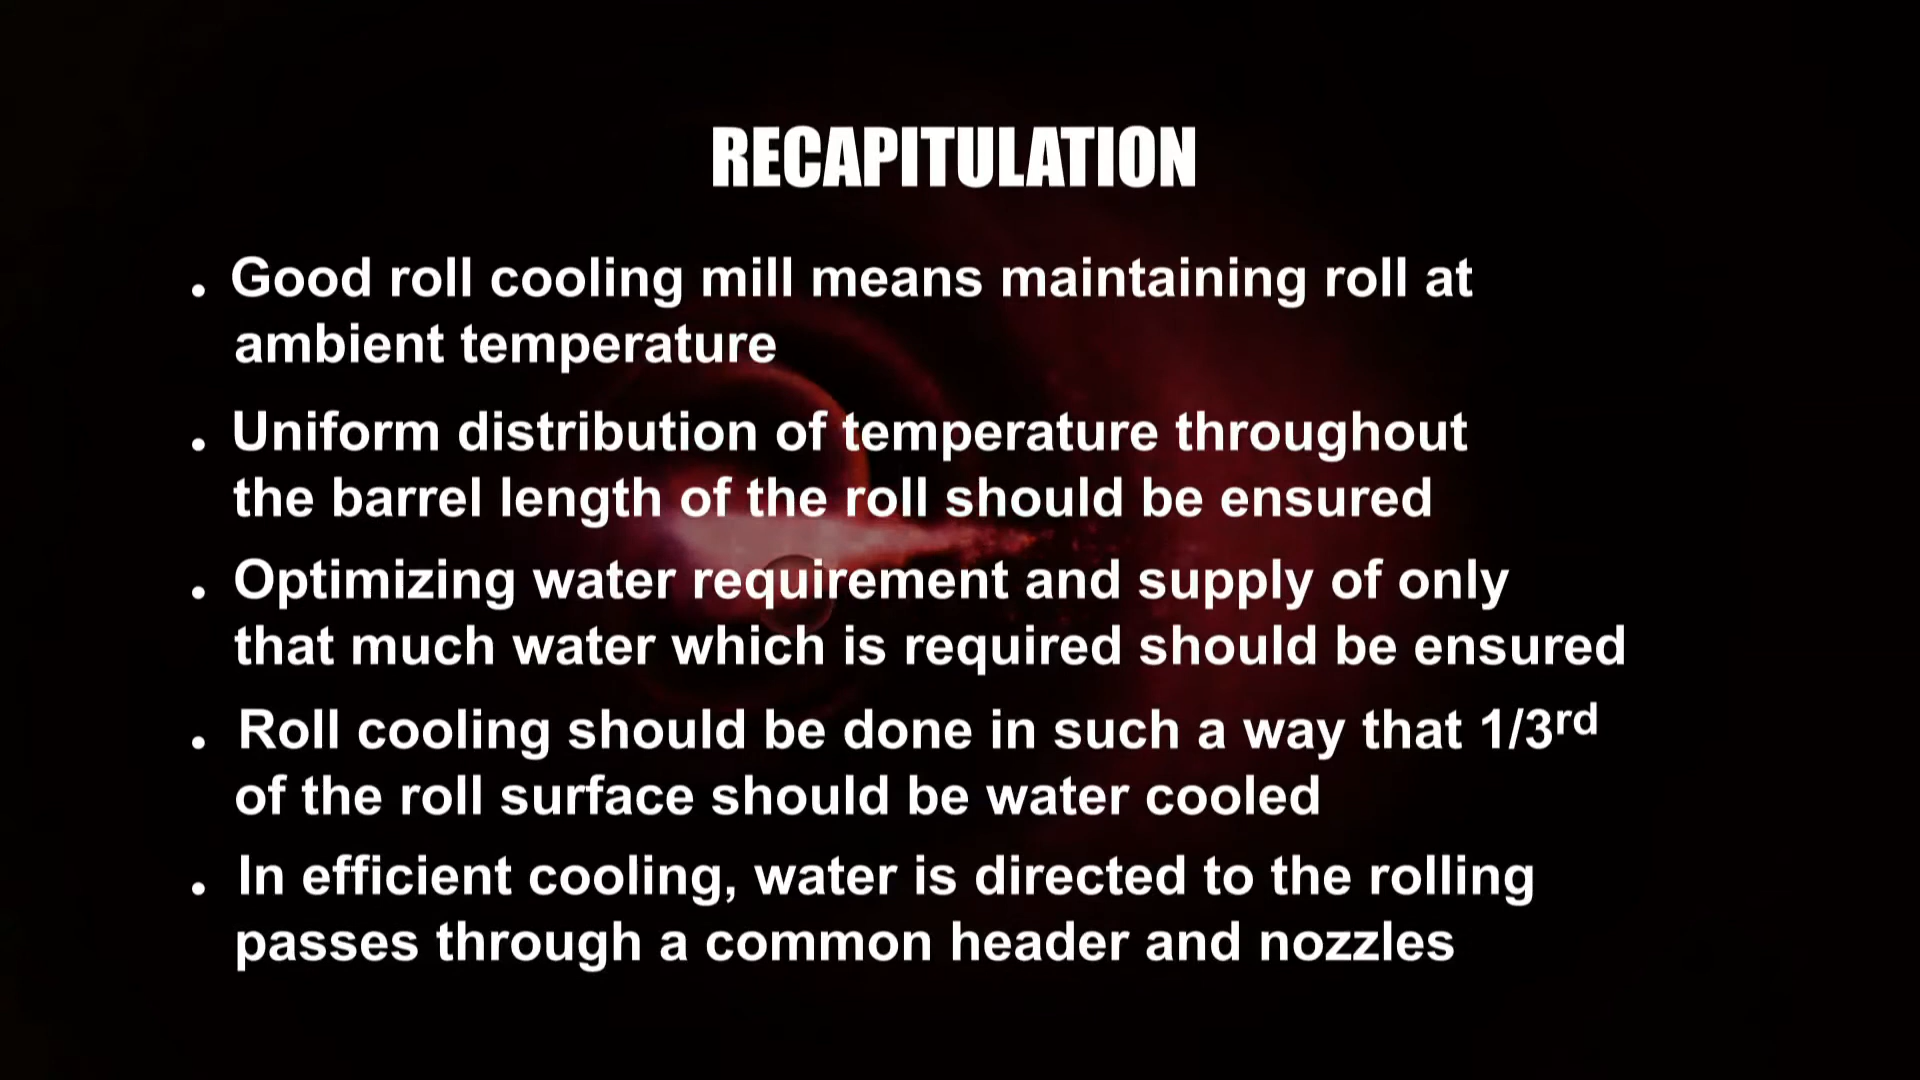 RECAPITULATION
. Good roll cooling mill means maintaining roll at
ambient temperature
. Uniform distribution of temperature throughout
the barrel length of the roll should be ensured
. Optimizing water requirement and supply of only
that much water which is required should be ensured
. Roll cooling should be done in such a way that 1/3rd
of the roll surface should be water cooled
. In efficient cooling, water is directed to the rolling
passes through a common header and nozzles